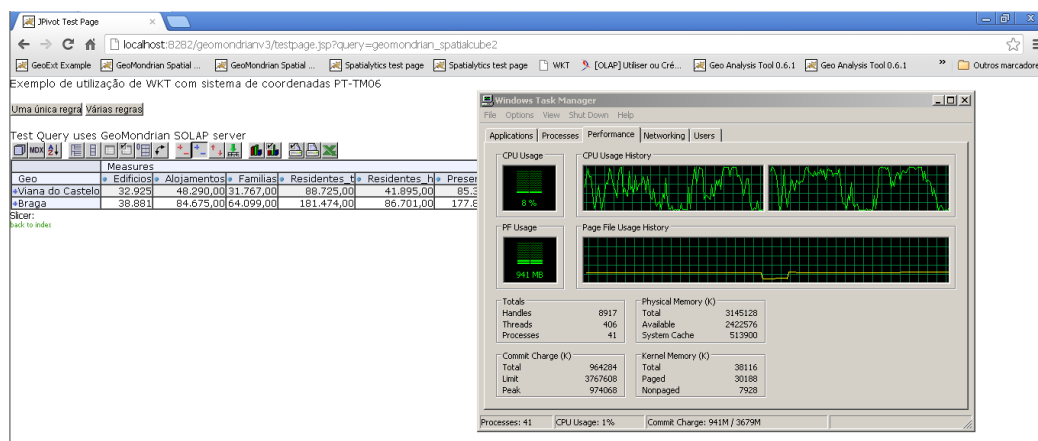 JPivot Test Page
localhost:8282/geomondrianv3/testpage.jsp?query=geomondrian_spatialcube2
GeoExt Example GeoMondrian Spatial ... GeoMondrian Spatial ... Spatialytics test page Spatialytics test page WKT [OLAP] Utiliser ou Cré... Geo Analysis Tool 0.6.1 Geo Analysis Tool 0.6.1 » Outros marcadore
Exemplo de utilização de WKT com sistema de coordenadas PT-TM06
Uma única regra Várias regras
Test Query uses GeoMondrian SOLAP server
MDX
Measures
Geo Edificios Alojamentos Familias Residentes_t Residentes_h Preser
+Viana do Castelo 32.925 48.290,00 31.767,00 88.725,00 41.895,00 85.3
+Braga 38.881 84.675,00 64.099,00 181.474,00 86.701,00 177.8
Slicer:
back to index
Windows Task Manager
File Options View Shut Down Help
Applications Processes Performance Networking Users
CPU Usage CPU Usage History
8 %
PF Usage Page File Usage History
941 MB
Totals
Handles 8917
Threads 406
Processes 41
Physical Memory (K)
Total 3145128
Available 2422576
System Cache 513900
Commit Charge (K)
Total 964284
Limit 3767608
Peak 974068
Kernel Memory (K)
Total 38116
Paged 30188
Nonpaged 7928
Processes: 41 CPU Usage: 1% Commit Charge: 941M / 3679M